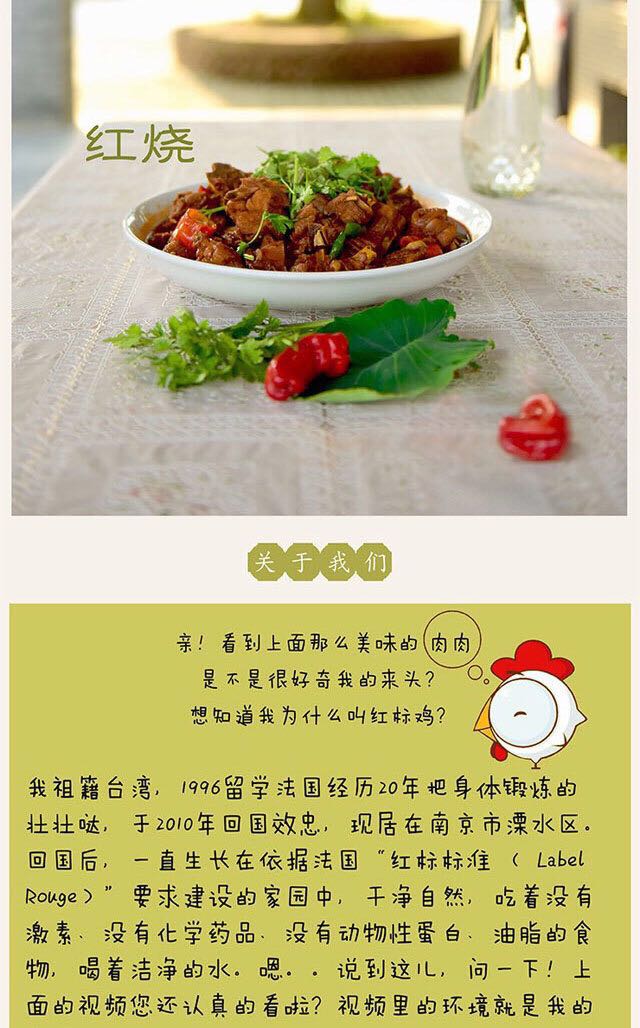 红烧
关于我们
亲！看到上面那么美味的肉肉
是不是很好奇我的来头？
想知道我为什么叫红标鸡？
我祖籍台湾，1996留学法国经历20年把身体锻炼的
壮壮哒，于2010年回国效忠，现居在南京市溧水区。
回国后，一直生长在依据法国“红标标准（Label
Rouge）”要求建设的家园中，干净自然，吃着没有
激素、没有化学药品、没有动物性蛋白、油脂的食
物，喝着洁净的水。嗯。。说到这儿，问一下！上
面的视频您还认真的看啦？视频里的环境就是我的